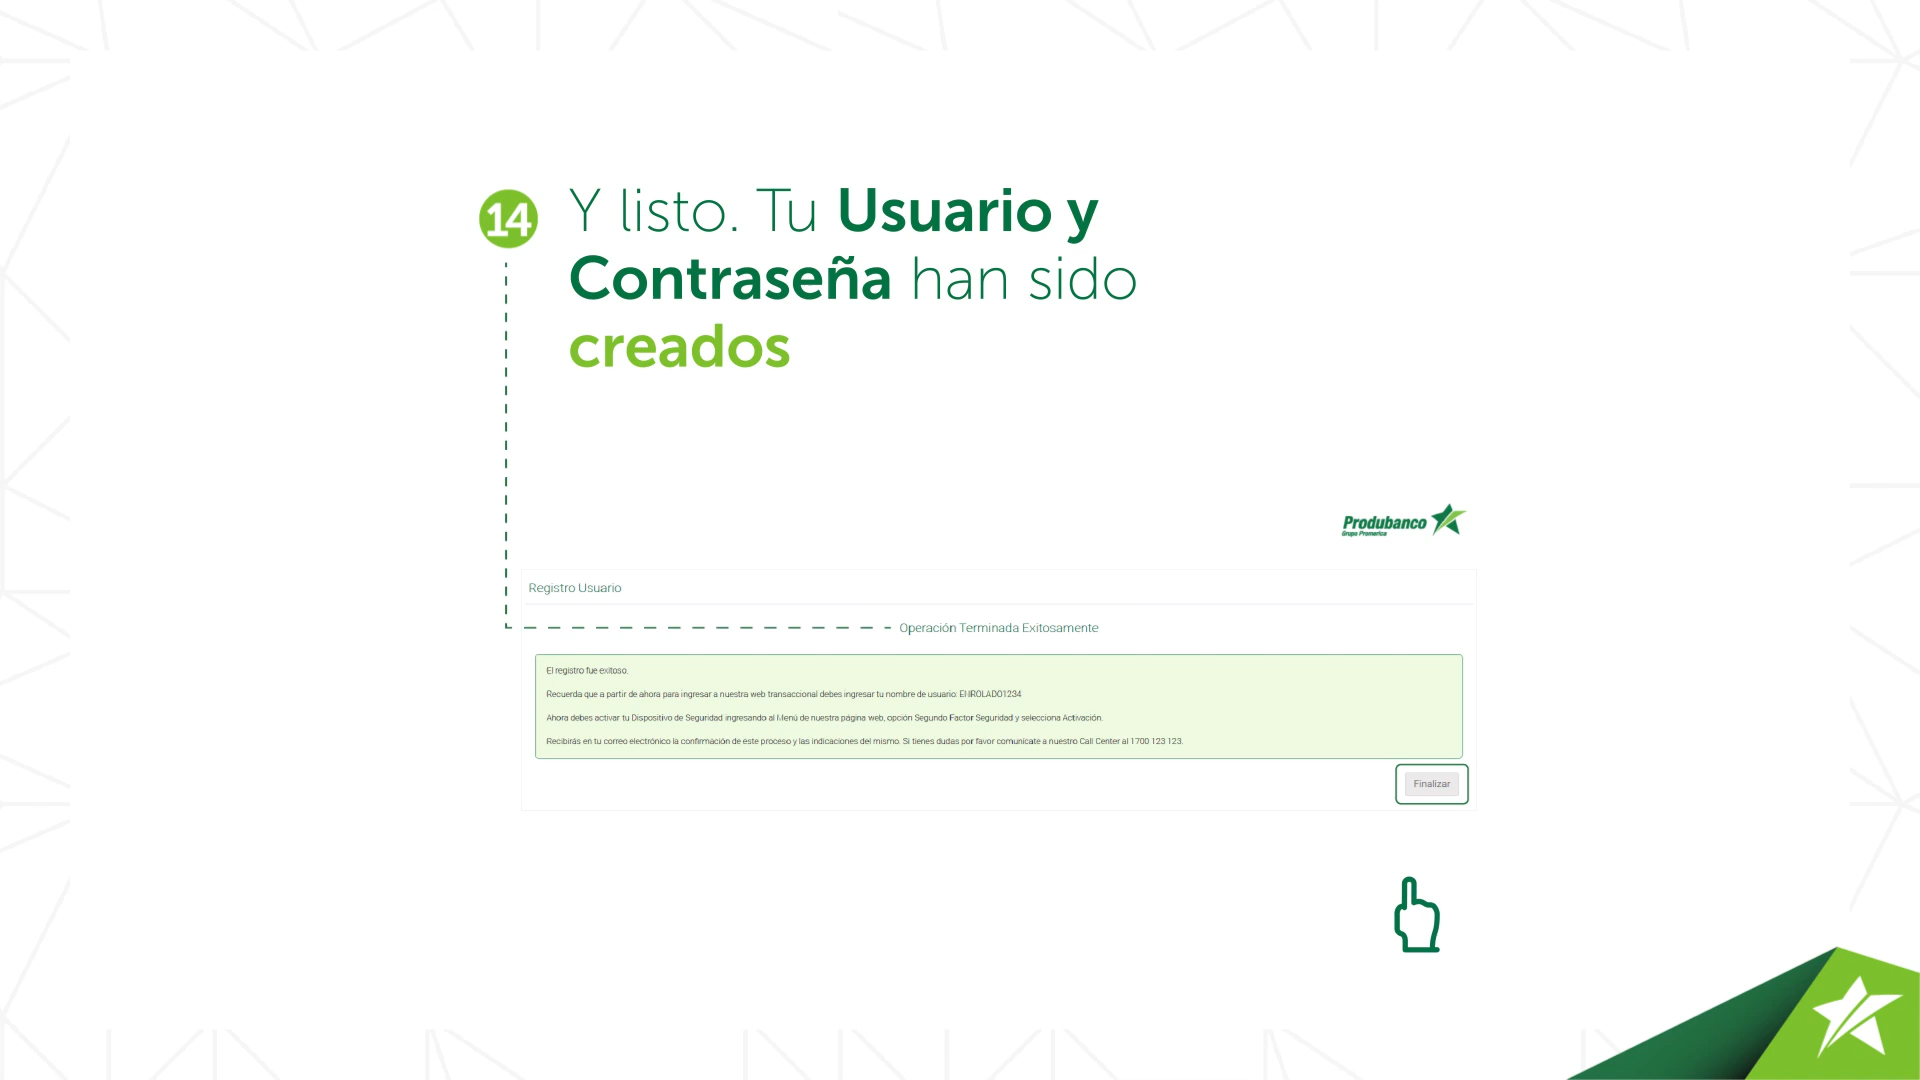 14
Y listo. Tu Usuario y
Contraseña han sido
creados
Produbanco
Grupo Promerica
Registro Usuario
Operación Terminada Exitosamente
El registro fue exitoso.
Recuerda que a partir de ahora para ingresar a nuestra web transaccional debes ingresar tu nombre de usuario: ENROLADO1234
Ahora debes activar tu Dispositivo de Seguridad ingresando al Menú de nuestra página web, opción Segundo Factor Seguridad y selecciona Activación.
Recibirás en tu correo electrónico la confirmación de este proceso y las indicaciones del mismo. Si tienes dudas por favor comunícate a nuestro Call Center al 1700 123 123.
Finalizar